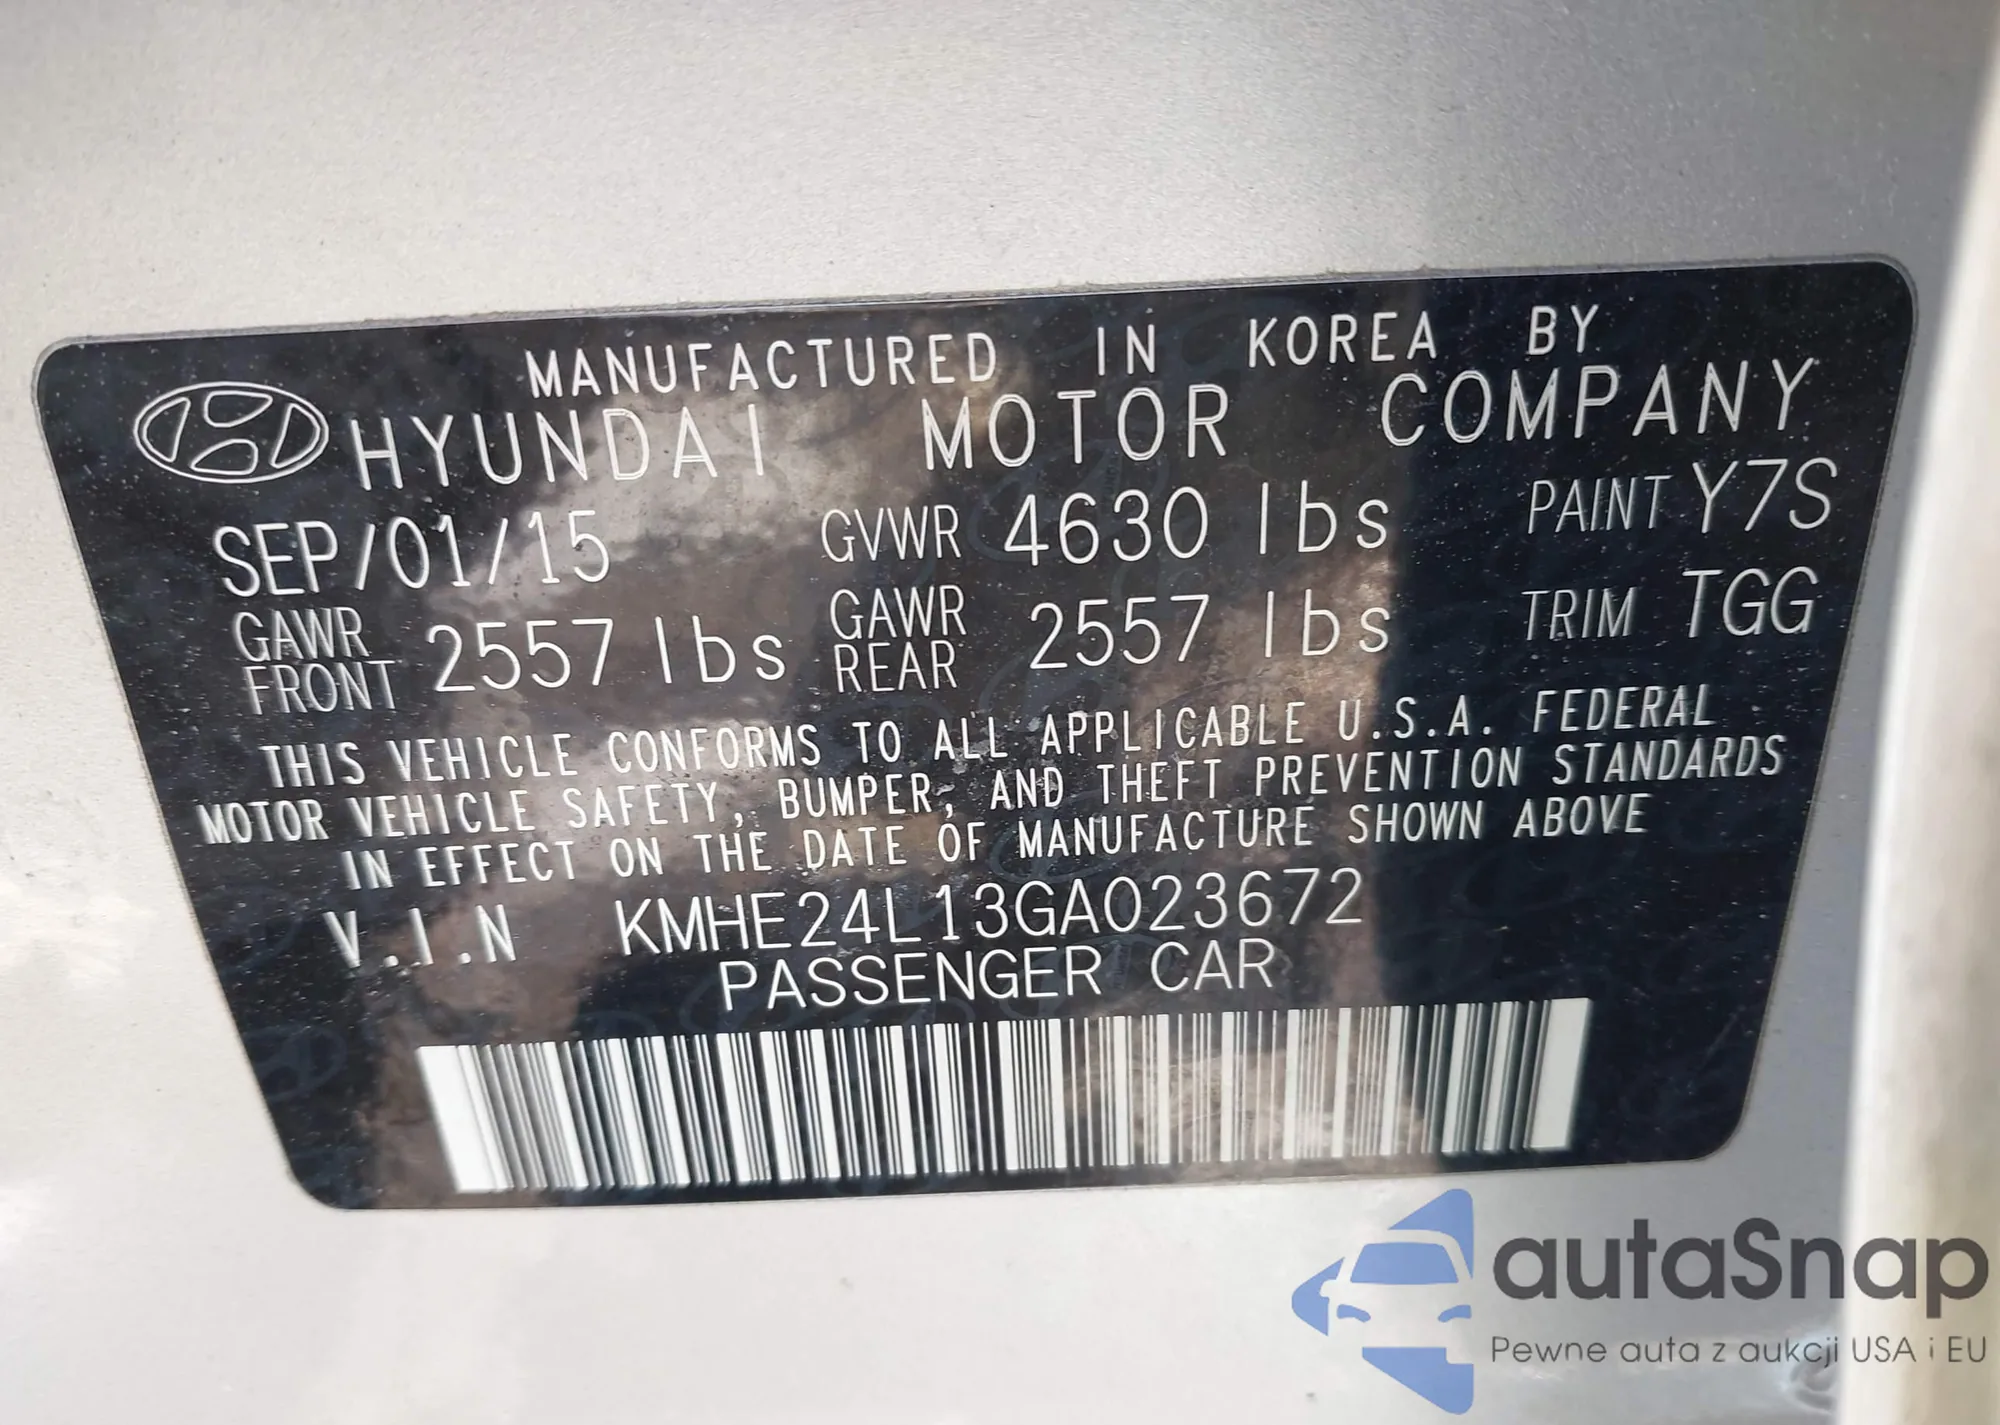 MANUFACTURED IN KOREA BY
HYUNDAI MOTOR COMPANY
SEP/01/15 GVWR 4630 lbs PAINT Y7S
GAWR FRONT 2557 lbs GAWR REAR 2557 lbs TRIM TGG
THIS VEHICLE CONFORMS TO ALL APPLICABLE U.S.A. FEDERAL
MOTOR VEHICLE SAFETY, BUMPER, AND THEFT PREVENTION STANDARDS
IN EFFECT ON THE DATE OF MANUFACTURE SHOWN ABOVE
V.I.N KMHE24L13GA023672
PASSENGER CAR
autaSnap
Pewne auta z aukcji USA i EU